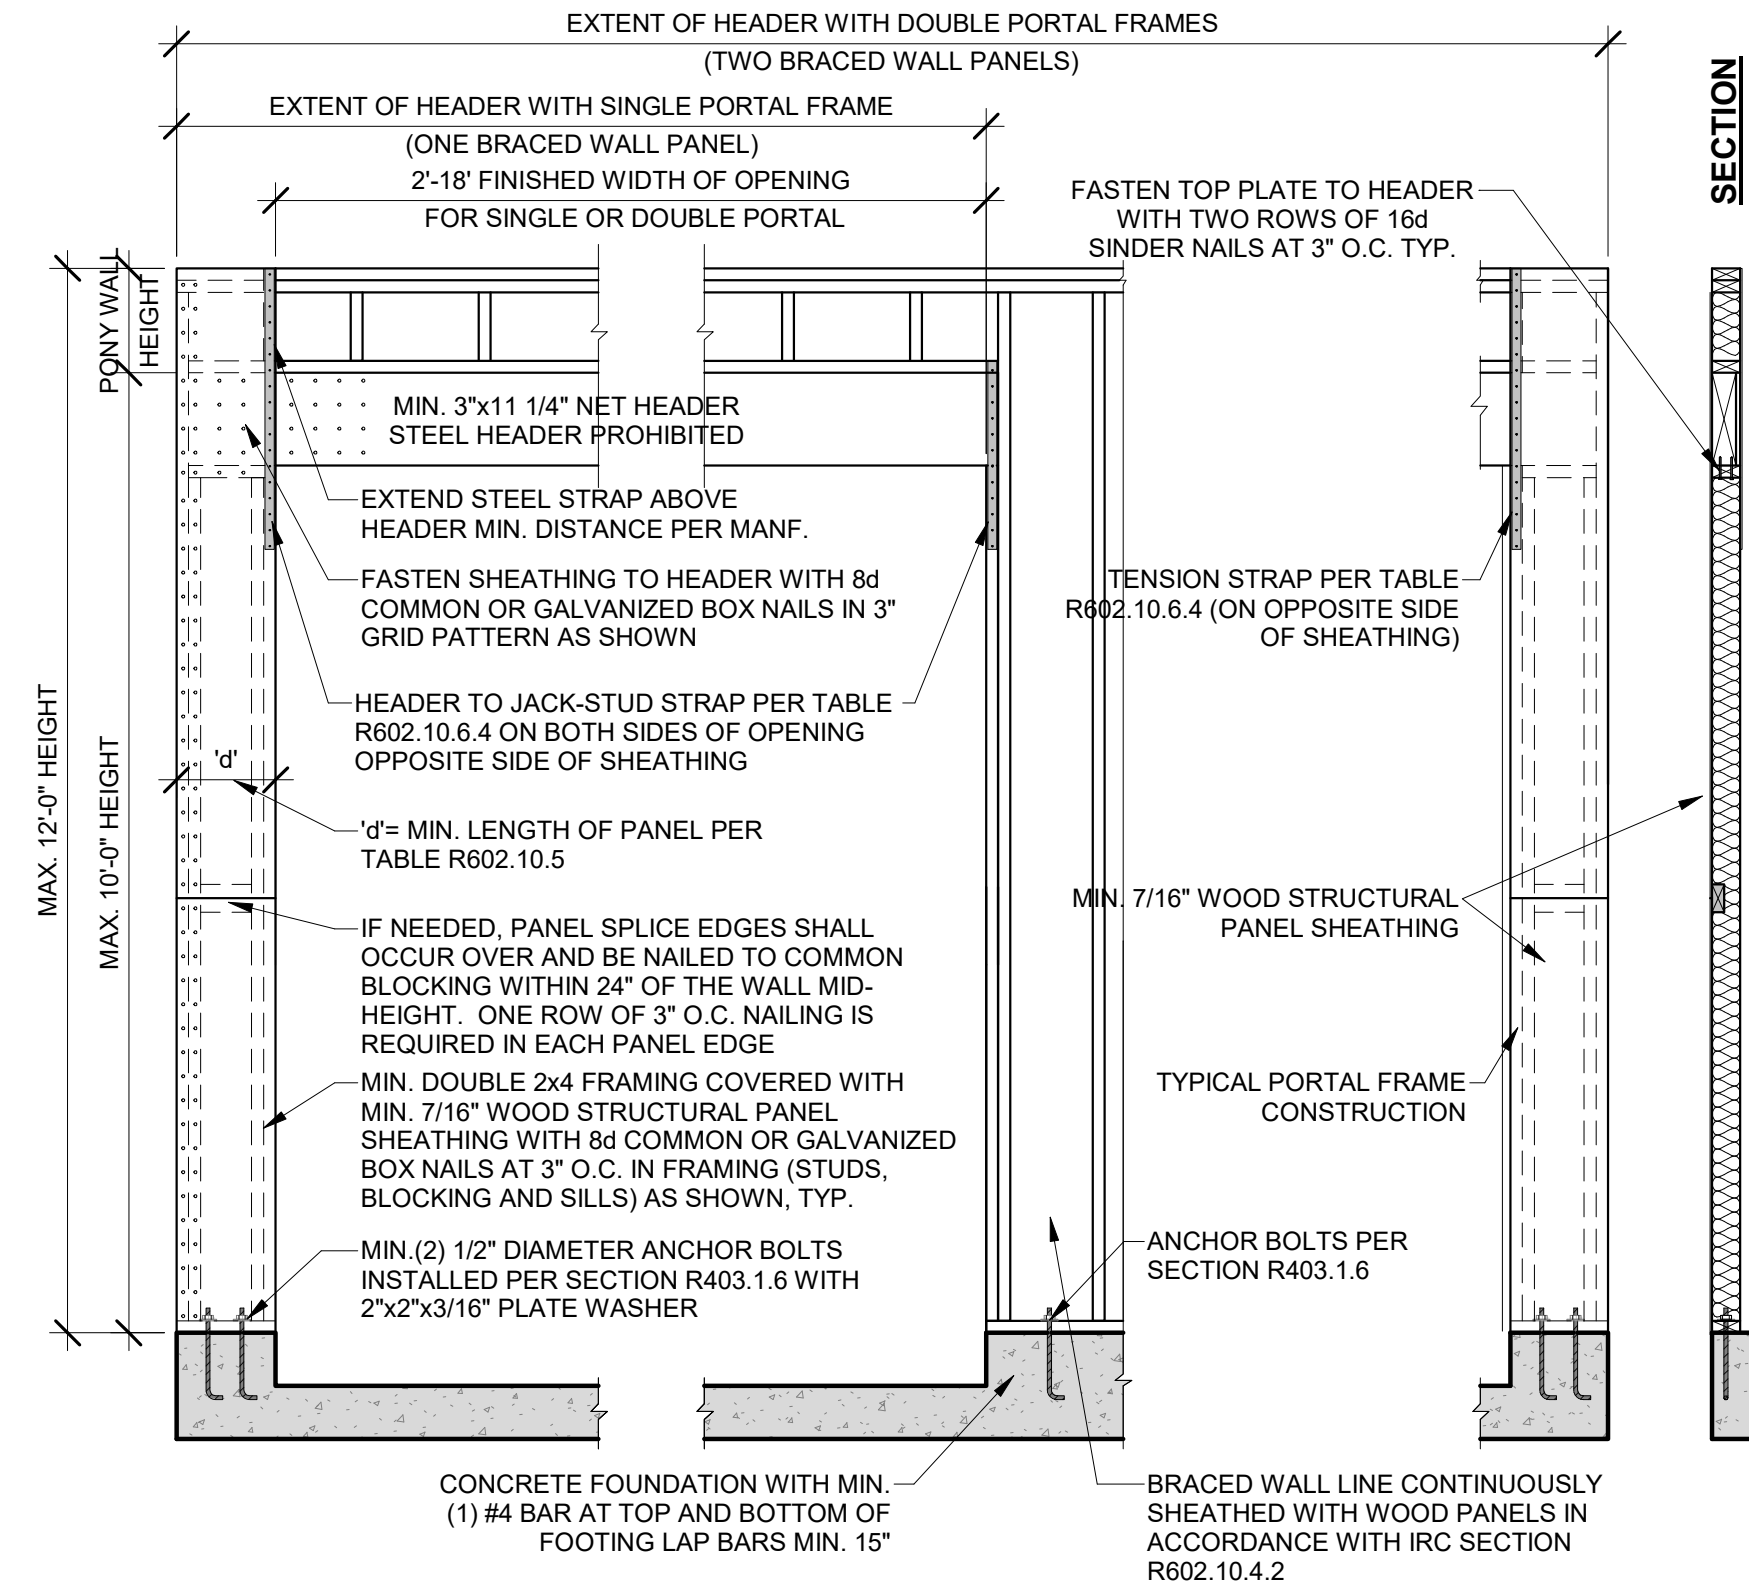 EXTENT OF HEADER WITH DOUBLE PORTAL FRAMES
(TWO BRACED WALL PANELS)
SECTION
EXTENT OF HEADER WITH SINGLE PORTAL FRAME
(ONE BRACED WALL PANEL)
2'-18' FINISHED WIDTH OF OPENING
FOR SINGLE OR DOUBLE PORTAL
FASTEN TOP PLATE TO HEADER
WITH TWO ROWS OF 16d
SINDER NAILS AT 3" O.C. TYP.
PONY WALL
HEIGHT
MIN. 3"x11 1/4" NET HEADER
STEEL HEADER PROHIBITED
EXTEND STEEL STRAP ABOVE
HEADER MIN. DISTANCE PER MANF.
FASTEN SHEATHING TO HEADER WITH 8d
COMMON OR GALVANIZED BOX NAILS IN 3"
GRID PATTERN AS SHOWN
TENSION STRAP PER TABLE
R602.10.6.4 (ON OPPOSITE SIDE
OF SHEATHING)
HEADER TO JACK-STUD STRAP PER TABLE
R602.10.6.4 ON BOTH SIDES OF OPENING
OPPOSITE SIDE OF SHEATHING
MAX. 12'-0" HEIGHT
MAX. 10'-0" HEIGHT
'd'
'd'= MIN. LENGTH OF PANEL PER
TABLE R602.10.5
MIN. 7/16" WOOD STRUCTURAL
PANEL SHEATHING
IF NEEDED, PANEL SPLICE EDGES SHALL
OCCUR OVER AND BE NAILED TO COMMON
BLOCKING WITHIN 24" OF THE WALL MID-
HEIGHT. ONE ROW OF 3" O.C. NAILING IS
REQUIRED IN EACH PANEL EDGE
MIN. DOUBLE 2x4 FRAMING COVERED WITH
MIN. 7/16" WOOD STRUCTURAL PANEL
SHEATHING WITH 8d COMMON OR GALVANIZED
BOX NAILS AT 3" O.C. IN FRAMING (STUDS,
BLOCKING AND SILLS) AS SHOWN, TYP.
TYPICAL PORTAL FRAME
CONSTRUCTION
MIN.(2) 1/2" DIAMETER ANCHOR BOLTS
INSTALLED PER SECTION R403.1.6 WITH
2"x2"x3/16" PLATE WASHER
ANCHOR BOLTS PER
SECTION R403.1.6
CONCRETE FOUNDATION WITH MIN.
(1) #4 BAR AT TOP AND BOTTOM OF
FOOTING LAP BARS MIN. 15"
BRACED WALL LINE CONTINUOUSLY
SHEATHED WITH WOOD PANELS IN
ACCORDANCE WITH IRC SECTION
R602.10.4.2